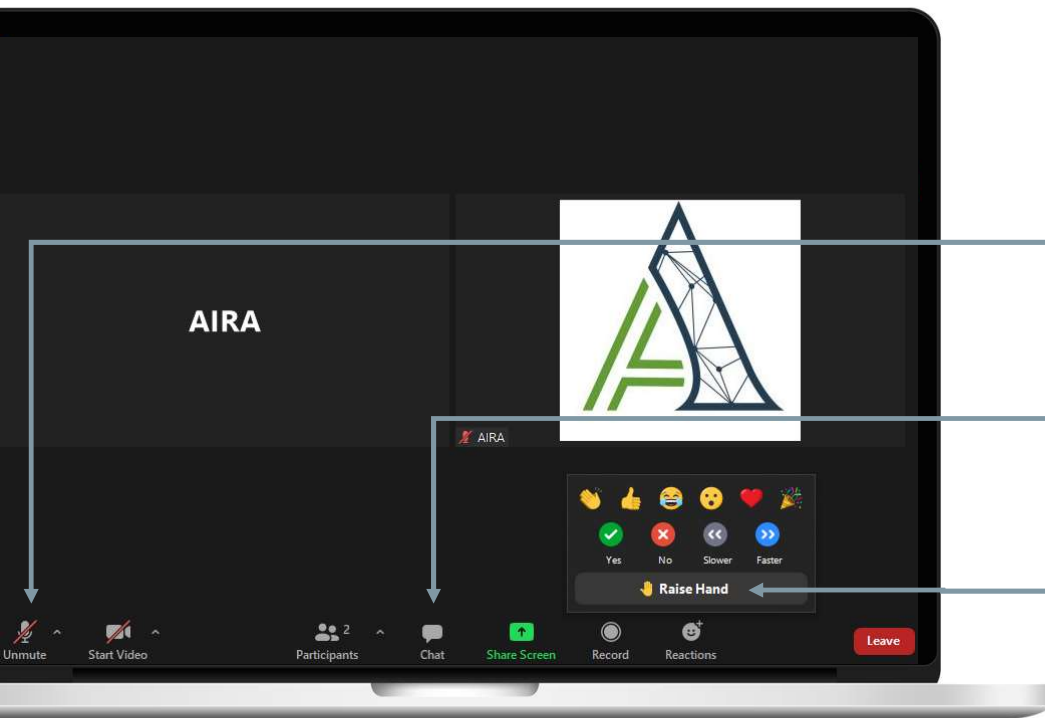 AIRA
AIRA
Yes No Slower Faster
Raise Hand
2
Unmute Start Video Participants Chat Share Screen Record Reactions Leave